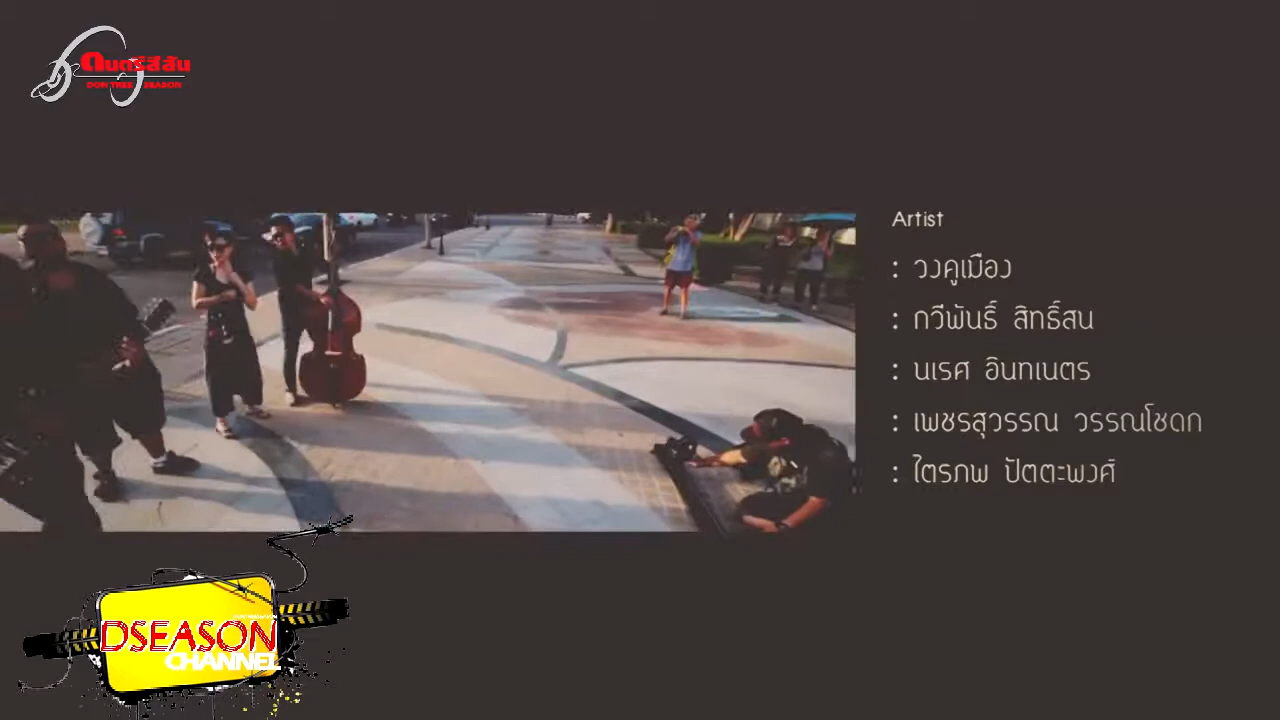 ดนตรีสีสัน
DON TREE SEASON
Artist
: วงคูเมือง
: กวีพันธิ์ สิทธิ์สน
: นเรศ อินทเนตร
: เพชรสุวรรณ วรรณโชดก
: ไตรภพ ปัตตะพงศ์
DSEASON
CHANNEL